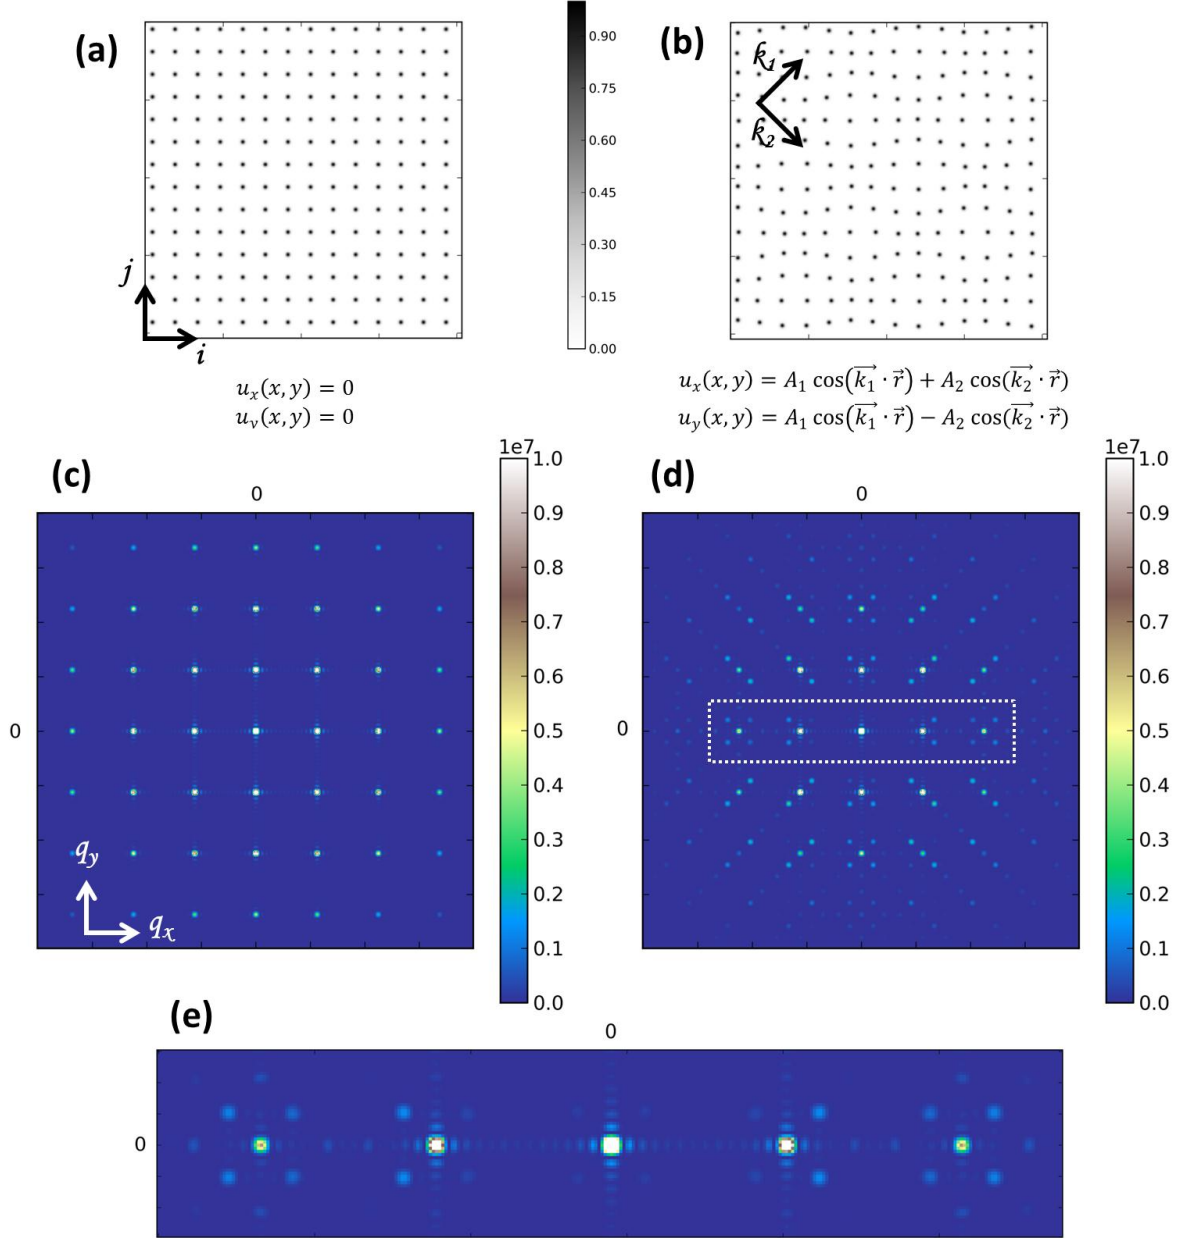 (a)
(b)
0.90
0.75
0.60
0.45
0.30
0.15
0.00
k₁
k₂
j
i
uₓ(x, y) = 0
uᵥ(x, y) = 0
uₓ(x, y) = A₁ cos(k₁⃗ · r⃗) + A₂ cos(k₂⃗ · r⃗)
u_y(x, y) = A₁ cos(k₁⃗ · r⃗) − A₂ cos(k₂⃗ · r⃗)
(c)
0
0
q_y
qₓ
1e7
1.0
0.9
0.8
0.7
0.6
0.5
0.4
0.3
0.2
0.1
0.0
(d)
0
0
1e7
1.0
0.9
0.8
0.7
0.6
0.5
0.4
0.3
0.2
0.1
0.0
(e)
0
0